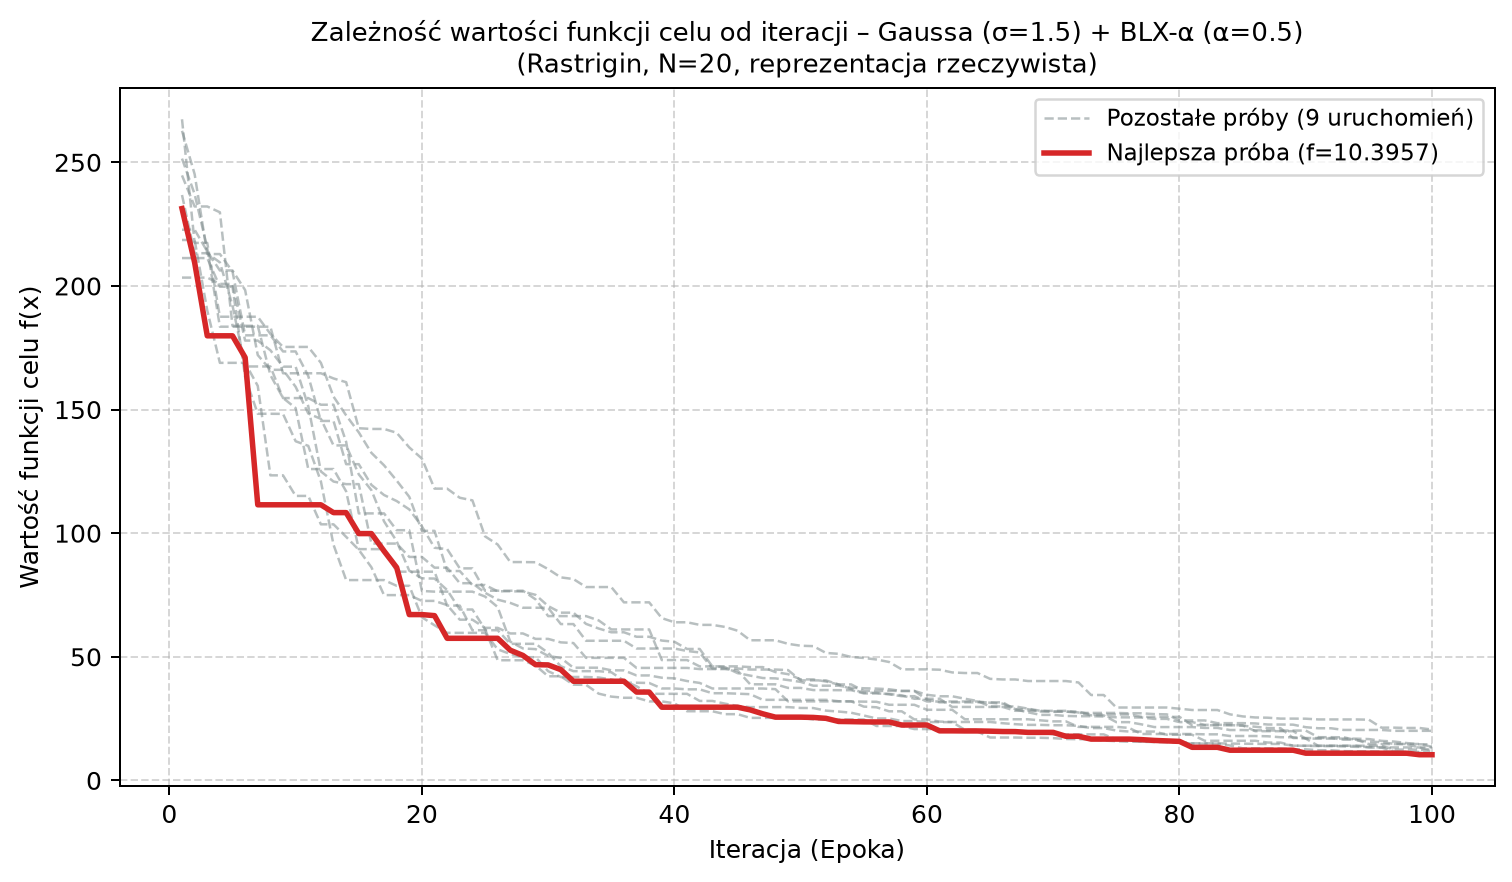 Zależność wartości funkcji celu od iteracji – Gaussa (σ=1.5) + BLX-α (α=0.5)
(Rastrigin, N=20, reprezentacja rzeczywista)
Pozostałe próby (9 uruchomień)
Najlepsza próba (f=10.3957)
Wartość funkcji celu f(x)
250
200
150
100
50
0
0 20 40 60 80 100
Iteracja (Epoka)